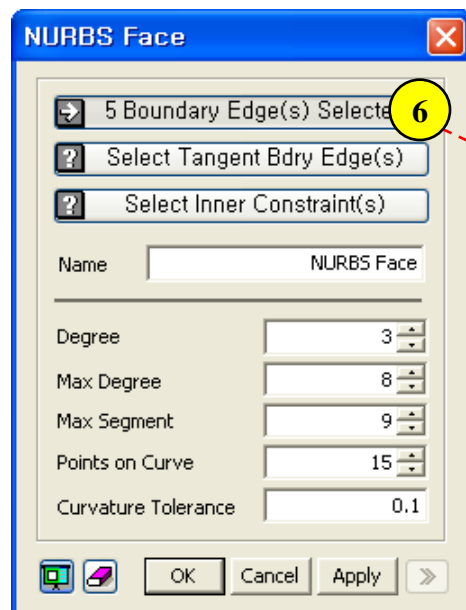 NURBS Face
5 Boundary Edge(s) Selecte
6
Select Tangent Bdry Edge(s)
Select Inner Constraint(s)
Name NURBS Face
Degree 3
Max Degree 8
Max Segment 9
Points on Curve 15
Curvature Tolerance 0.1
OK Cancel Apply